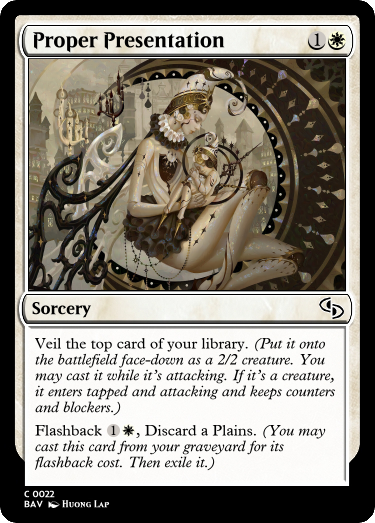 Proper Presentation 1
Sorcery
Veil the top card of your library. (Put it onto
the battlefield face-down as a 2/2 creature. You
may cast it while it's attacking. If it's a creature,
it enters tapped and attacking and keeps counters
and blockers.)
Flashback 1 , Discard a Plains. (You may
cast this card from your graveyard for its
flashback cost. Then exile it.)
C 0022
BAV Huong Lap